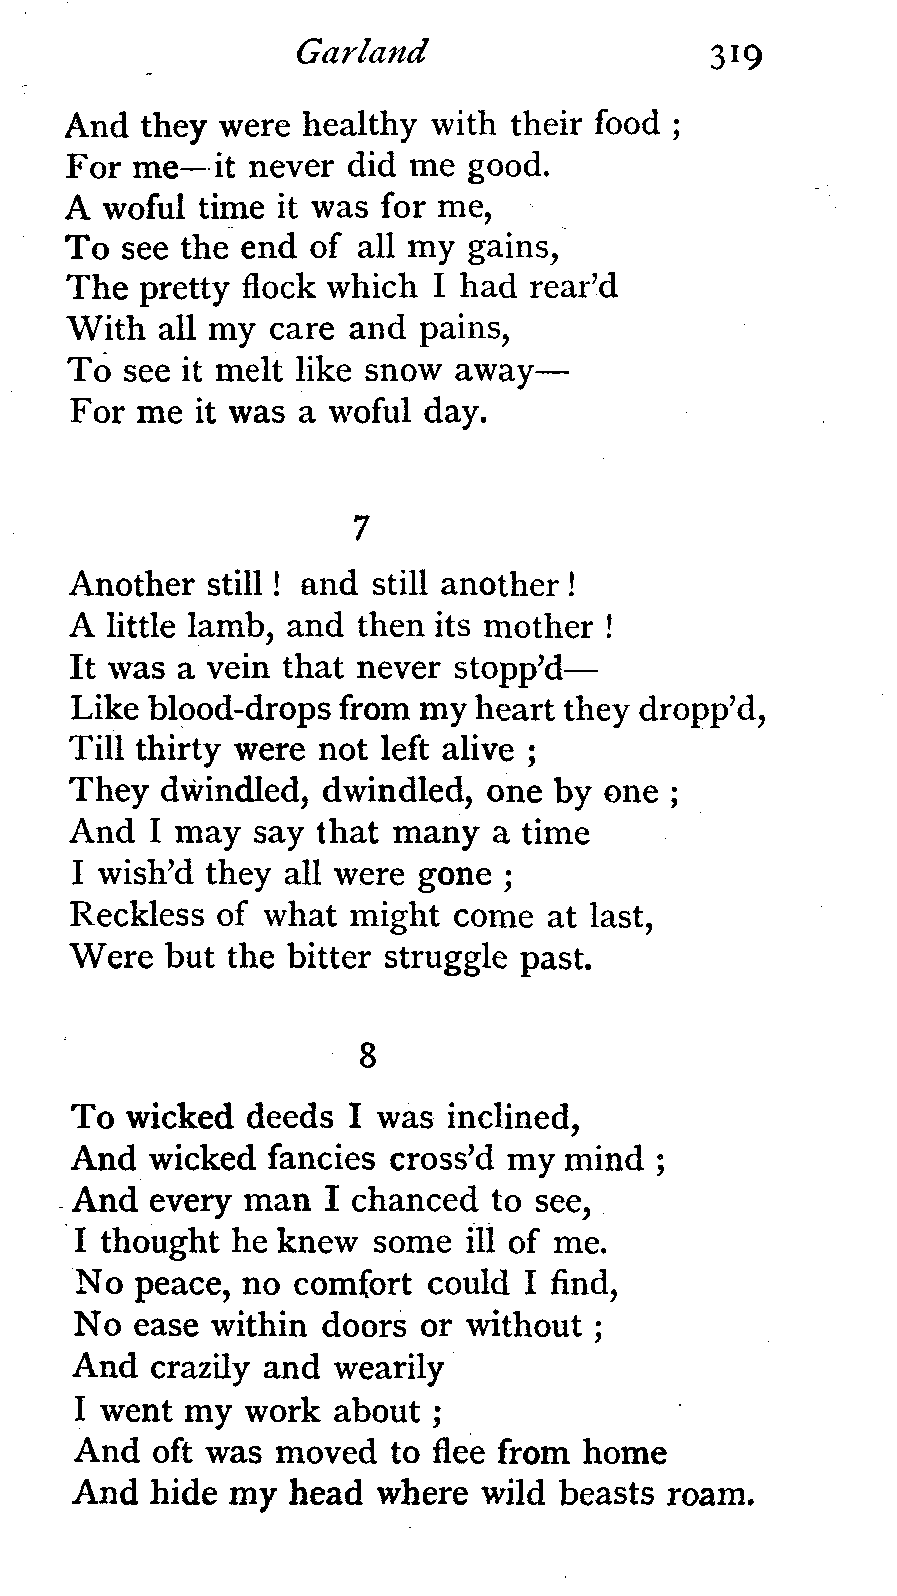 Garland 319
And they were healthy with their food ;
For me—it never did me good.
A woful time it was for me,
To see the end of all my gains,
The pretty flock which I had rear'd
With all my care and pains,
To see it melt like snow away—
For me it was a woful day.
7
Another still ! and still another !
A little lamb, and then its mother !
It was a vein that never stopp'd—
Like blood-drops from my heart they dropp'd,
Till thirty were not left alive ;
They dwindled, dwindled, one by one ;
And I may say that many a time
I wish'd they all were gone ;
Reckless of what might come at last,
Were but the bitter struggle past.
8
To wicked deeds I was inclined,
And wicked fancies cross'd my mind ;
And every man I chanced to see,
I thought he knew some ill of me.
No peace, no comfort could I find,
No ease within doors or without ;
And crazily and wearily
I went my work about ;
And oft was moved to flee from home
And hide my head where wild beasts roam.